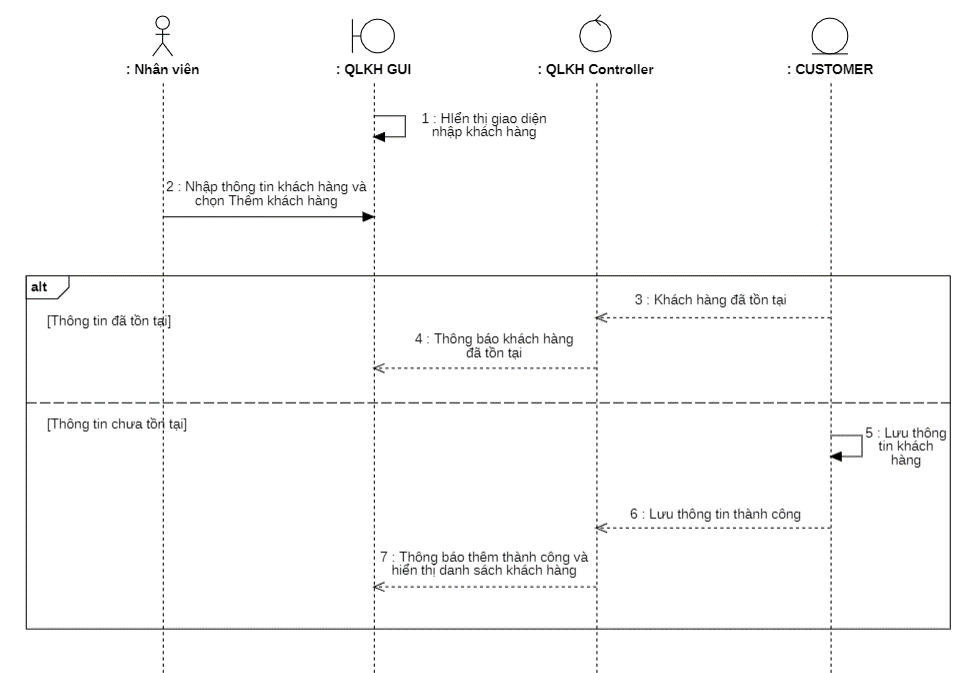 : Nhân viên
: QLKH GUI
: QLKH Controller
: CUSTOMER
1 : HIển thị giao diện
nhập khách hàng
2 : Nhập thông tin khách hàng và
chọn Thêm khách hàng
alt
3 : Khách hàng đã tồn tại
[Thông tin đã tồn tại]
4 : Thông báo khách hàng
đã tồn tại
[Thông tin chưa tồn tại]
5 : Lưu thông
tin khách
hàng
6 : Lưu thông tin thành công
7 : Thông báo thêm thành công và
hiển thị danh sách khách hàng